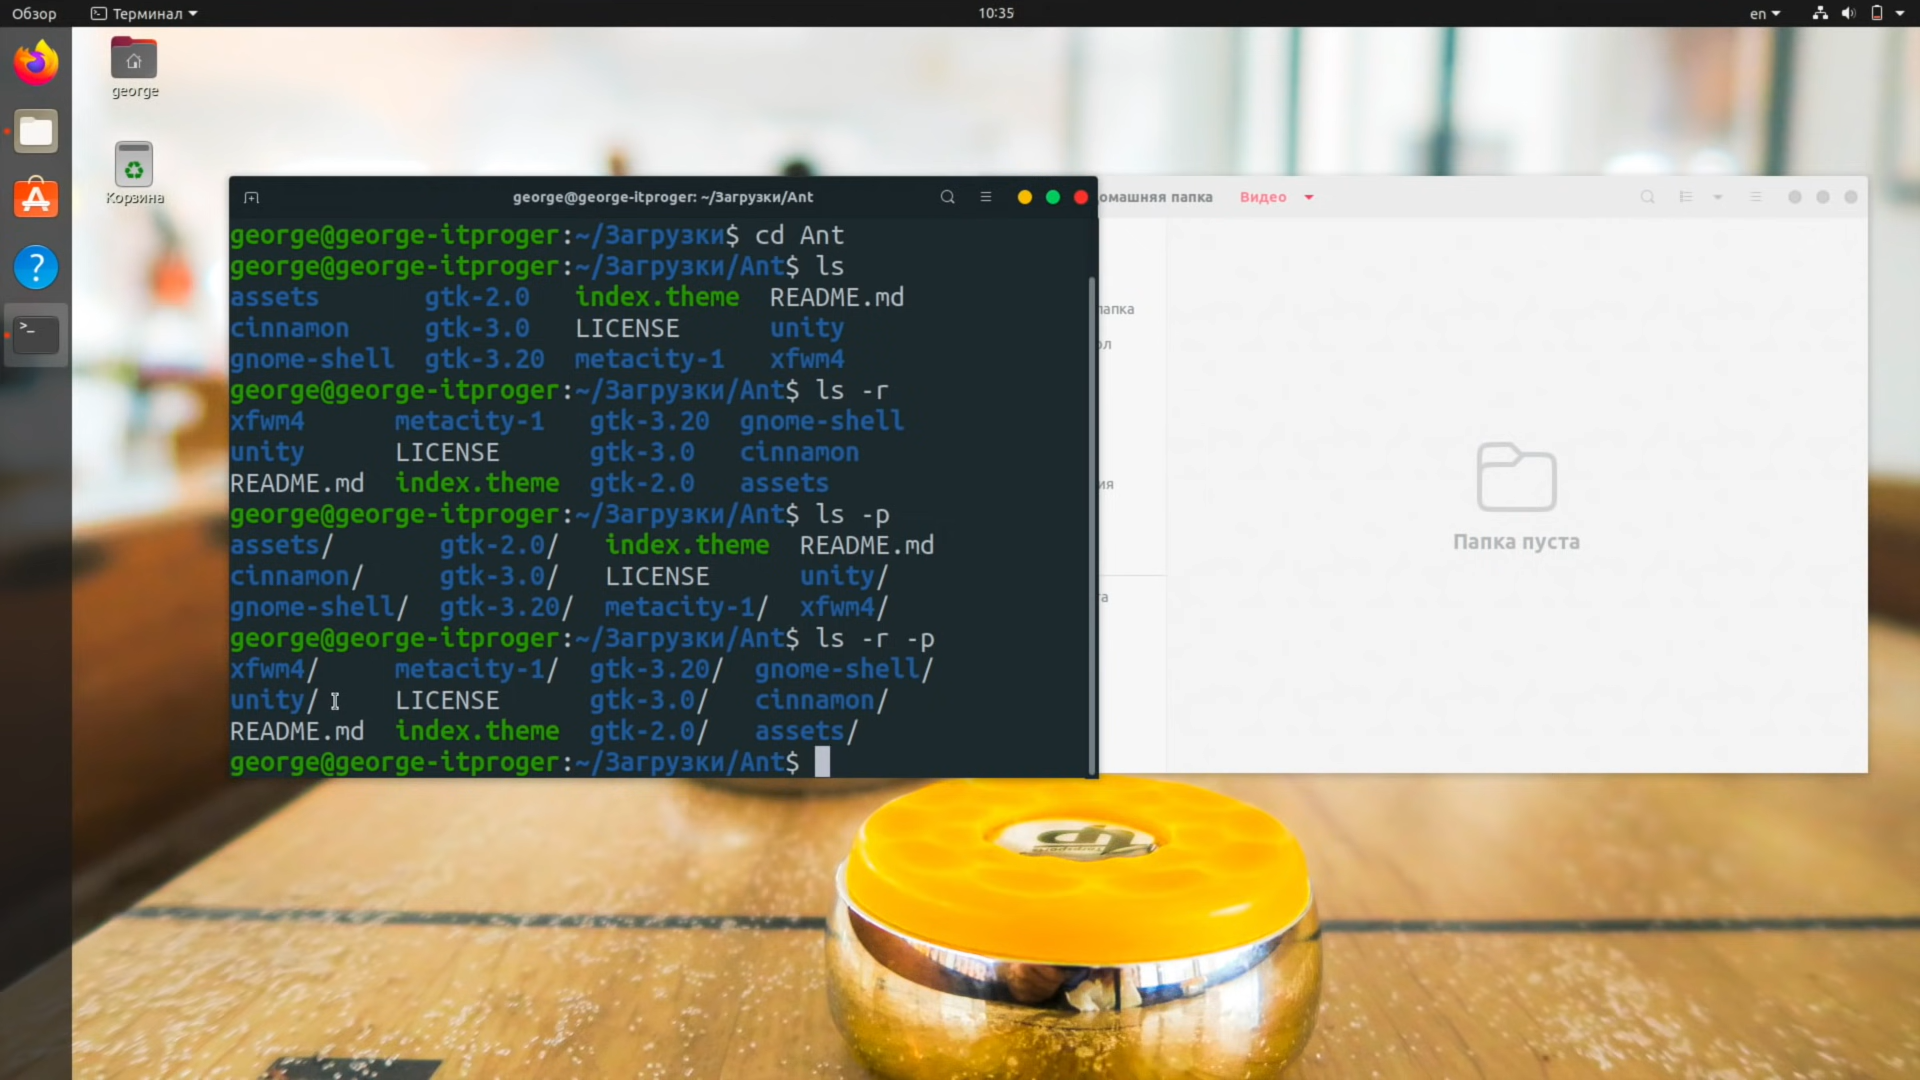 Обзор
Терминал
10:35
en
george
Корзина
george@george-itproger: ~/Загрузки/Ant
george@george-itproger:~/Загрузки$ cd Ant
george@george-itproger:~/Загрузки/Ant$ ls
assets gtk-2.0 index.theme README.md
cinnamon gtk-3.0 LICENSE unity
gnome-shell gtk-3.20 metacity-1 xfwm4
george@george-itproger:~/Загрузки/Ant$ ls -r
xfwm4 metacity-1 gtk-3.20 gnome-shell
unity LICENSE gtk-3.0 cinnamon
README.md index.theme gtk-2.0 assets
george@george-itproger:~/Загрузки/Ant$ ls -p
assets/ gtk-2.0/ index.theme README.md
cinnamon/ gtk-3.0/ LICENSE unity/
gnome-shell/ gtk-3.20/ metacity-1/ xfwm4/
george@george-itproger:~/Загрузки/Ant$ ls -r -p
xfwm4/ metacity-1/ gtk-3.20/ gnome-shell/
unity/ LICENSE gtk-3.0/ cinnamon/
README.md index.theme gtk-2.0/ assets/
george@george-itproger:~/Загрузки/Ant$
омашняя папка Видео
папка
Папка пуста